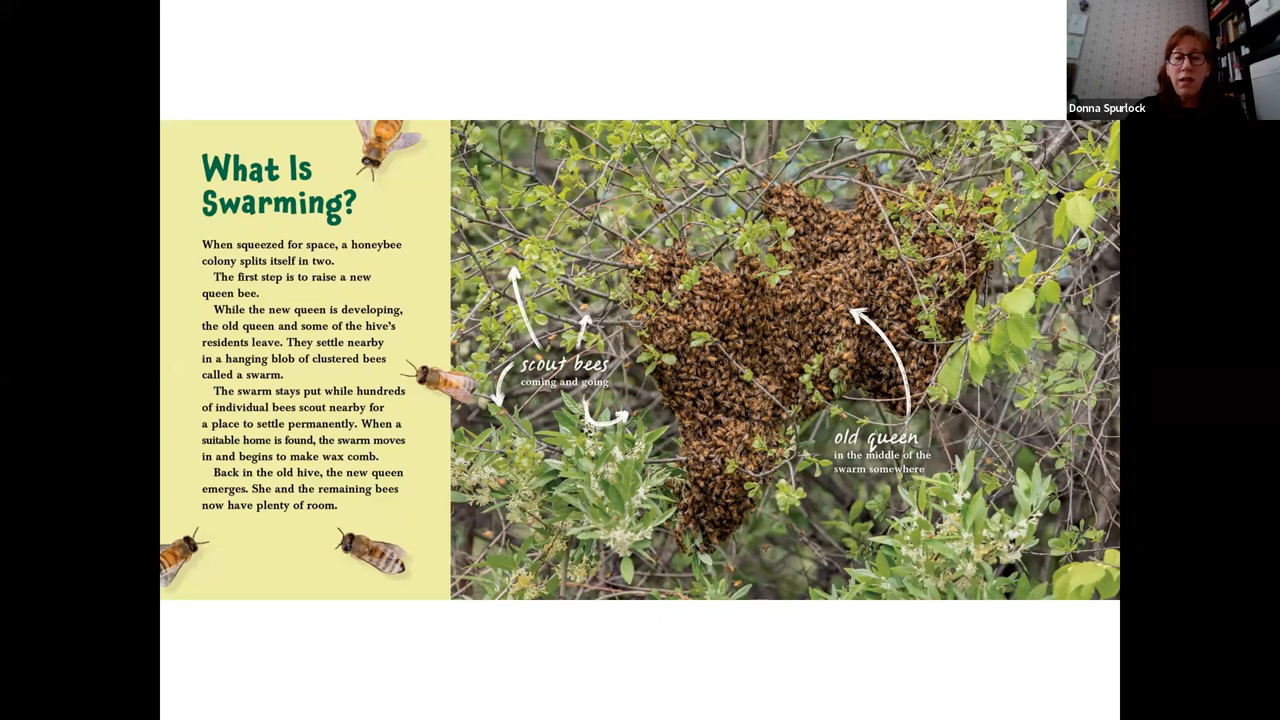 Donna Spurlock
What Is
Swarming?
When squeezed for space, a honeybee
colony splits itself in two.
The first step is to raise a new
queen bee.
While the new queen is developing,
the old queen and some of the hive's
residents leave. They settle nearby
in a hanging blob of clustered bees
called a swarm.
The swarm stays put while hundreds
of individual bees scout nearby for
a place to settle permanently. When a
suitable home is found, the swarm moves
in and begins to make wax comb.
Back in the old hive, the new queen
emerges. She and the remaining bees
now have plenty of room.
scout bees
coming and going
old queen
in the middle of the
swarm somewhere